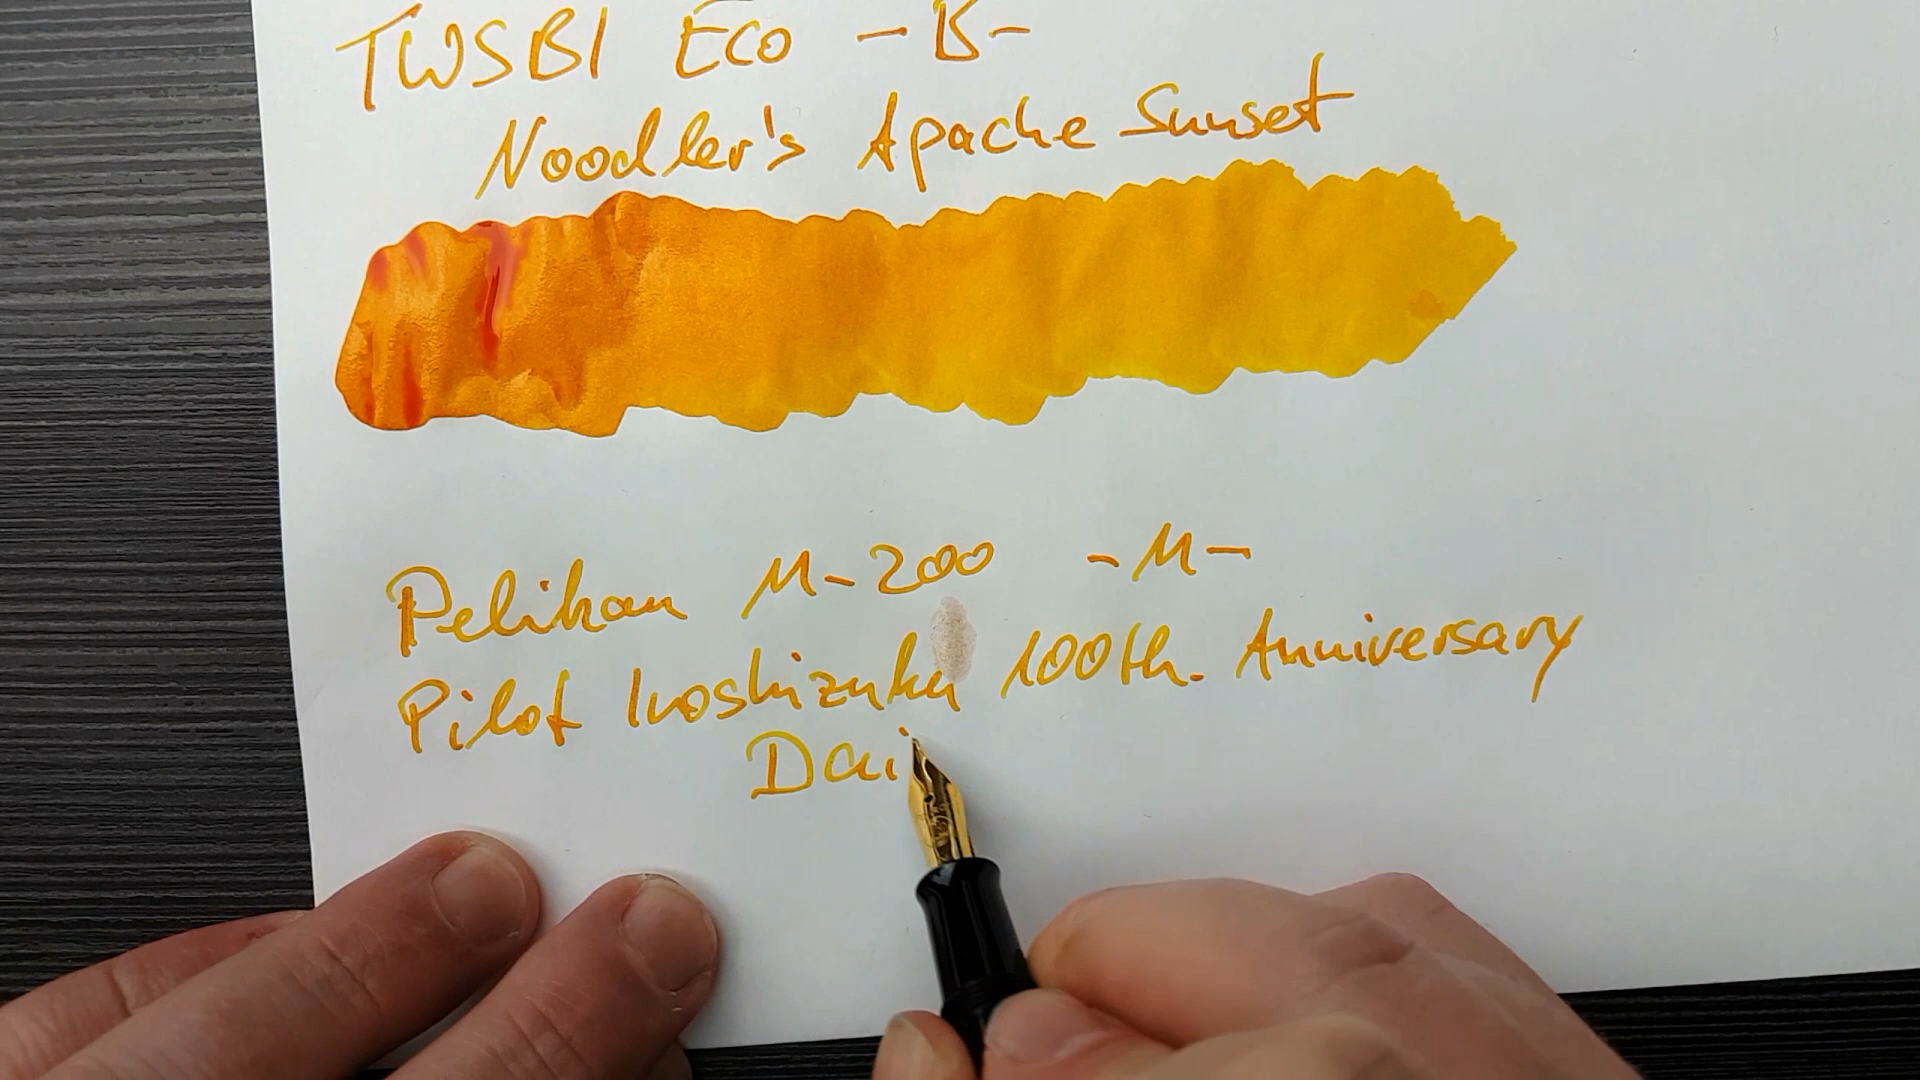 TWSBI Eco -B-
Noodler's Apache Sunset
Pelikan M-200 -M-
Pilot Iroshizuku 100th. Anniversary
Dai